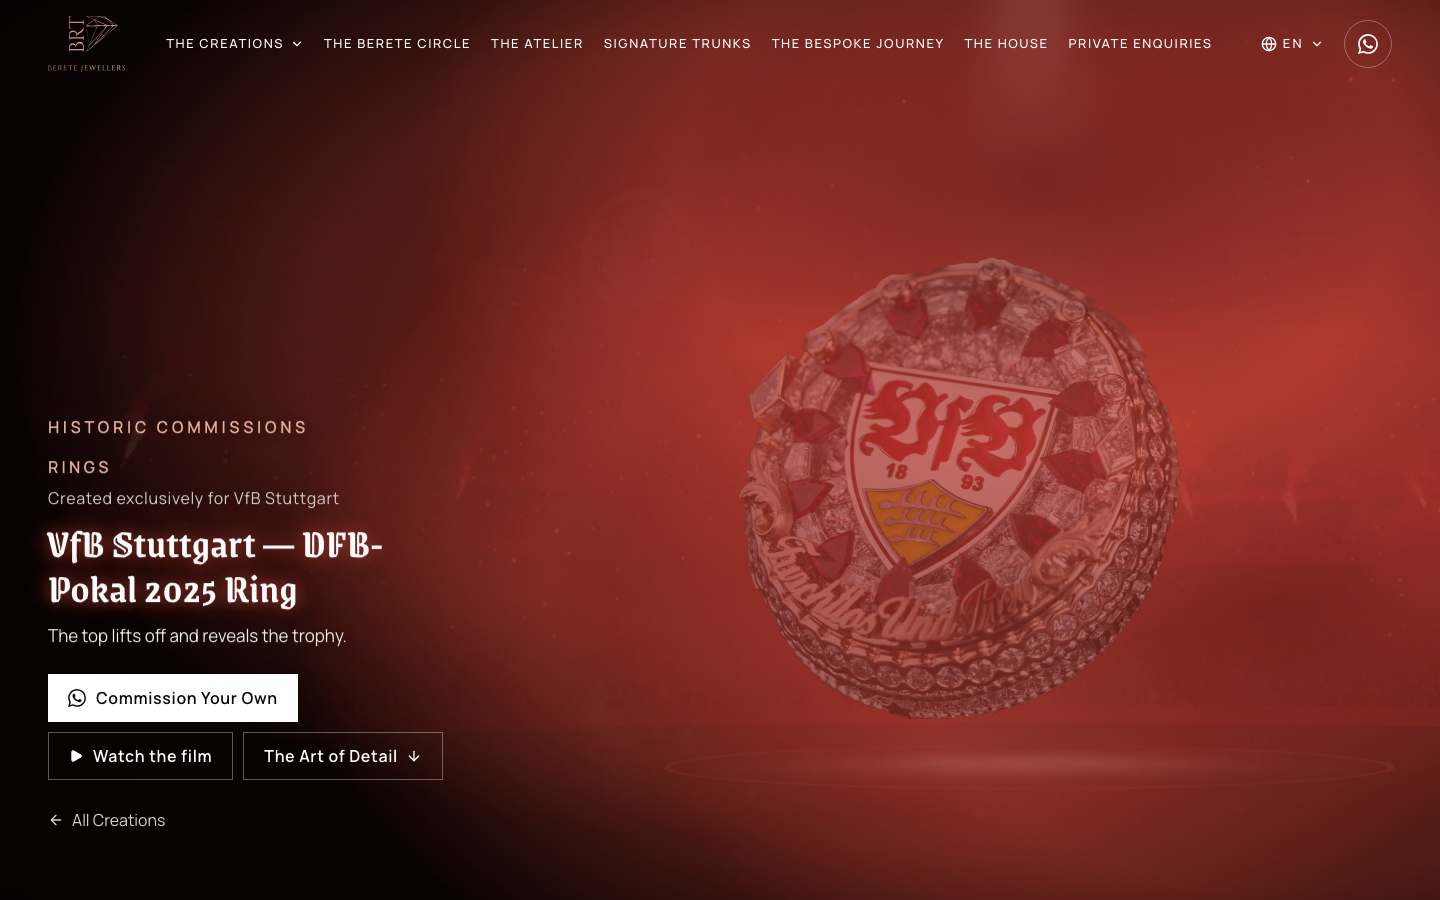 BRT
BERETE JEWELLERS
THE CREATIONS
THE BERETE CIRCLE
THE ATELIER
SIGNATURE TRUNKS
THE BESPOKE JOURNEY
THE HOUSE
PRIVATE ENQUIRIES
EN
HISTORIC COMMISSIONS
RINGS
Created exclusively for VfB Stuttgart
VfB Stuttgart — DFB-
Pokal 2025 Ring
The top lifts off and reveals the trophy.
Commission Your Own
Watch the film
The Art of Detail
All Creations
VfB
18 93
Furchtlos Und